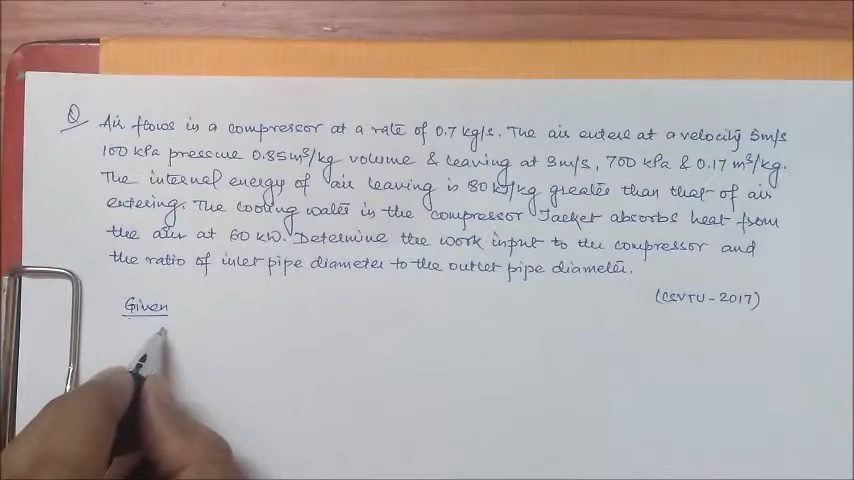 Q Air flows in a compressor at a rate of 0.7 kg/s. The air enters at a velocity 5m/s
100 kPa pressure 0.85m³/kg volume & leaving at 3m/s, 700 kPa & 0.17 m³/kg.
The internal energy of air leaving is 80 kJ/kg greater than that of air
entering. The cooling water in the compressor Jacket absorbs heat from
the air at 60 kW. Determine the work input to the compressor and
the ratio of inlet pipe diameter to the outlet pipe diameter.
(CSVTU-2017)
Given